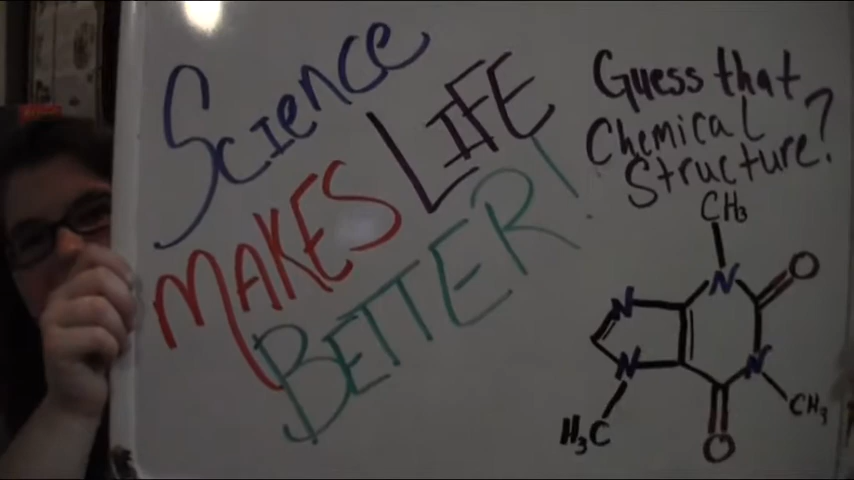 Science
MAKES LIFE
BETTER!
Guess that
Chemical
Structure?
CH₃
N
O
N
N
N
CH₃
O
H₃C